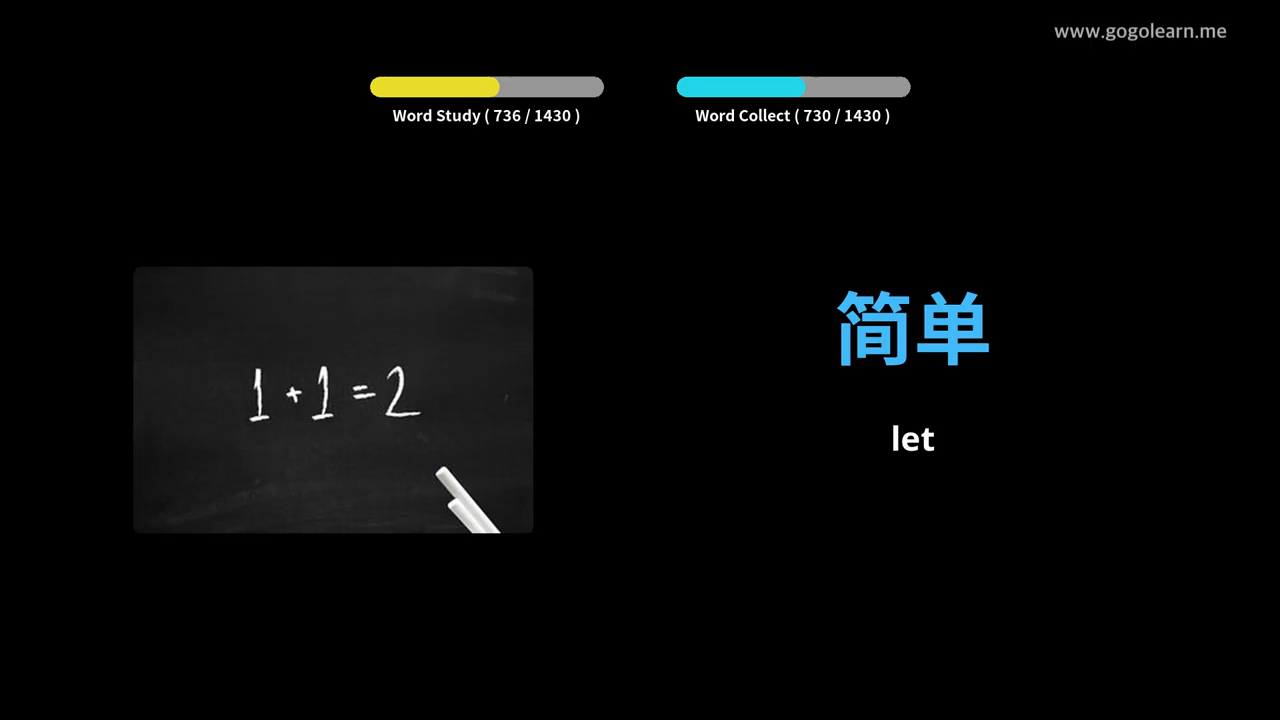 www.gogolearn.me
Word Study ( 736 / 1430 )
Word Collect ( 730 / 1430 )
1 + 1 = 2
简单
let